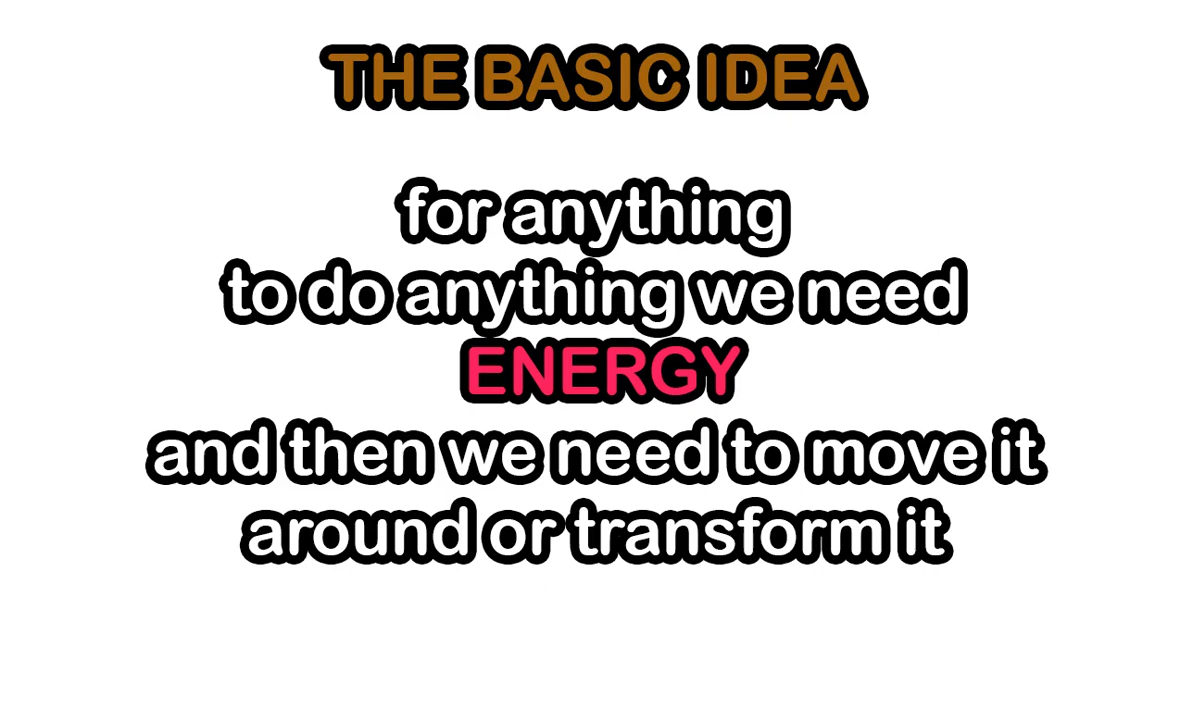 THE BASIC IDEA
for anything
to do anything we need
ENERGY
and then we need to move it
around or transform it